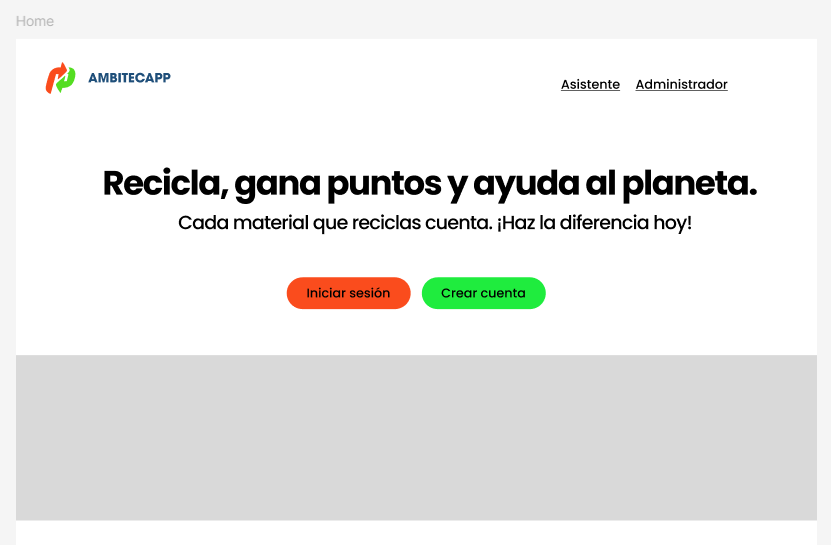 Home
AMBITECAPP
Asistente Administrador
Recicla, gana puntos y ayuda al planeta.
Cada material que reciclas cuenta. ¡Haz la diferencia hoy!
Iniciar sesión Crear cuenta